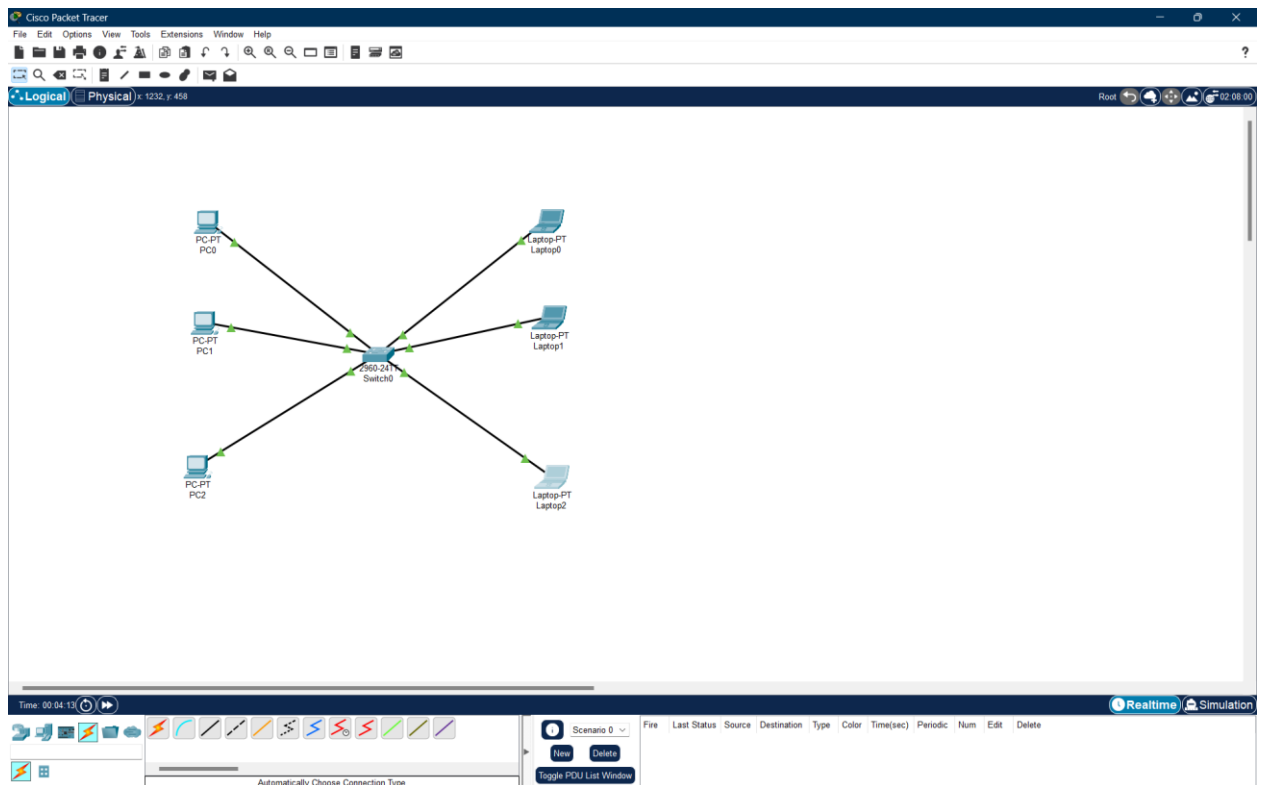 Cisco Packet Tracer
File Edit Options View Tools Extensions Window Help
?
Logical Physical x: 1232, y: 458
Root 02:08:00
PC-PT
PC0
Laptop-PT
Laptop0
PC-PT
PC1
Laptop-PT
Laptop1
2960-24TT
Switch0
PC-PT
PC2
Laptop-PT
Laptop2
Time: 00:04:13
Realtime Simulation
Scenario 0
New Delete
Toggle PDU List Window
Fire Last Status Source Destination Type Color Time(sec) Periodic Num Edit Delete
Automatically Choose Connection Type